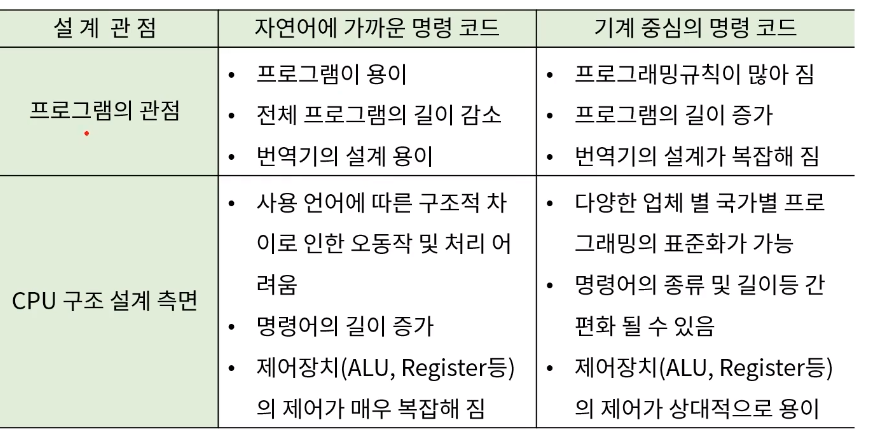 설 계 관 점
자연어에 가까운 명령 코드
기계 중심의 명령 코드
프로그램의 관점
• 프로그램이 용이
• 전체 프로그램의 길이 감소
• 번역기의 설계 용이
• 프로그래밍규칙이 많아 짐
• 프로그램의 길이 증가
• 번역기의 설계가 복잡해 짐
CPU 구조 설계 측면
• 사용 언어에 따른 구조적 차
이로 인한 오동작 및 처리 어
려움
• 명령어의 길이 증가
• 제어장치(ALU, Register등)
의 제어가 매우 복잡해 짐
• 다양한 업체 별 국가별 프로
그래밍의 표준화가 가능
• 명령어의 종류 및 길이등 간
편화 될 수 있음
• 제어장치(ALU, Register등)
의 제어가 상대적으로 용이